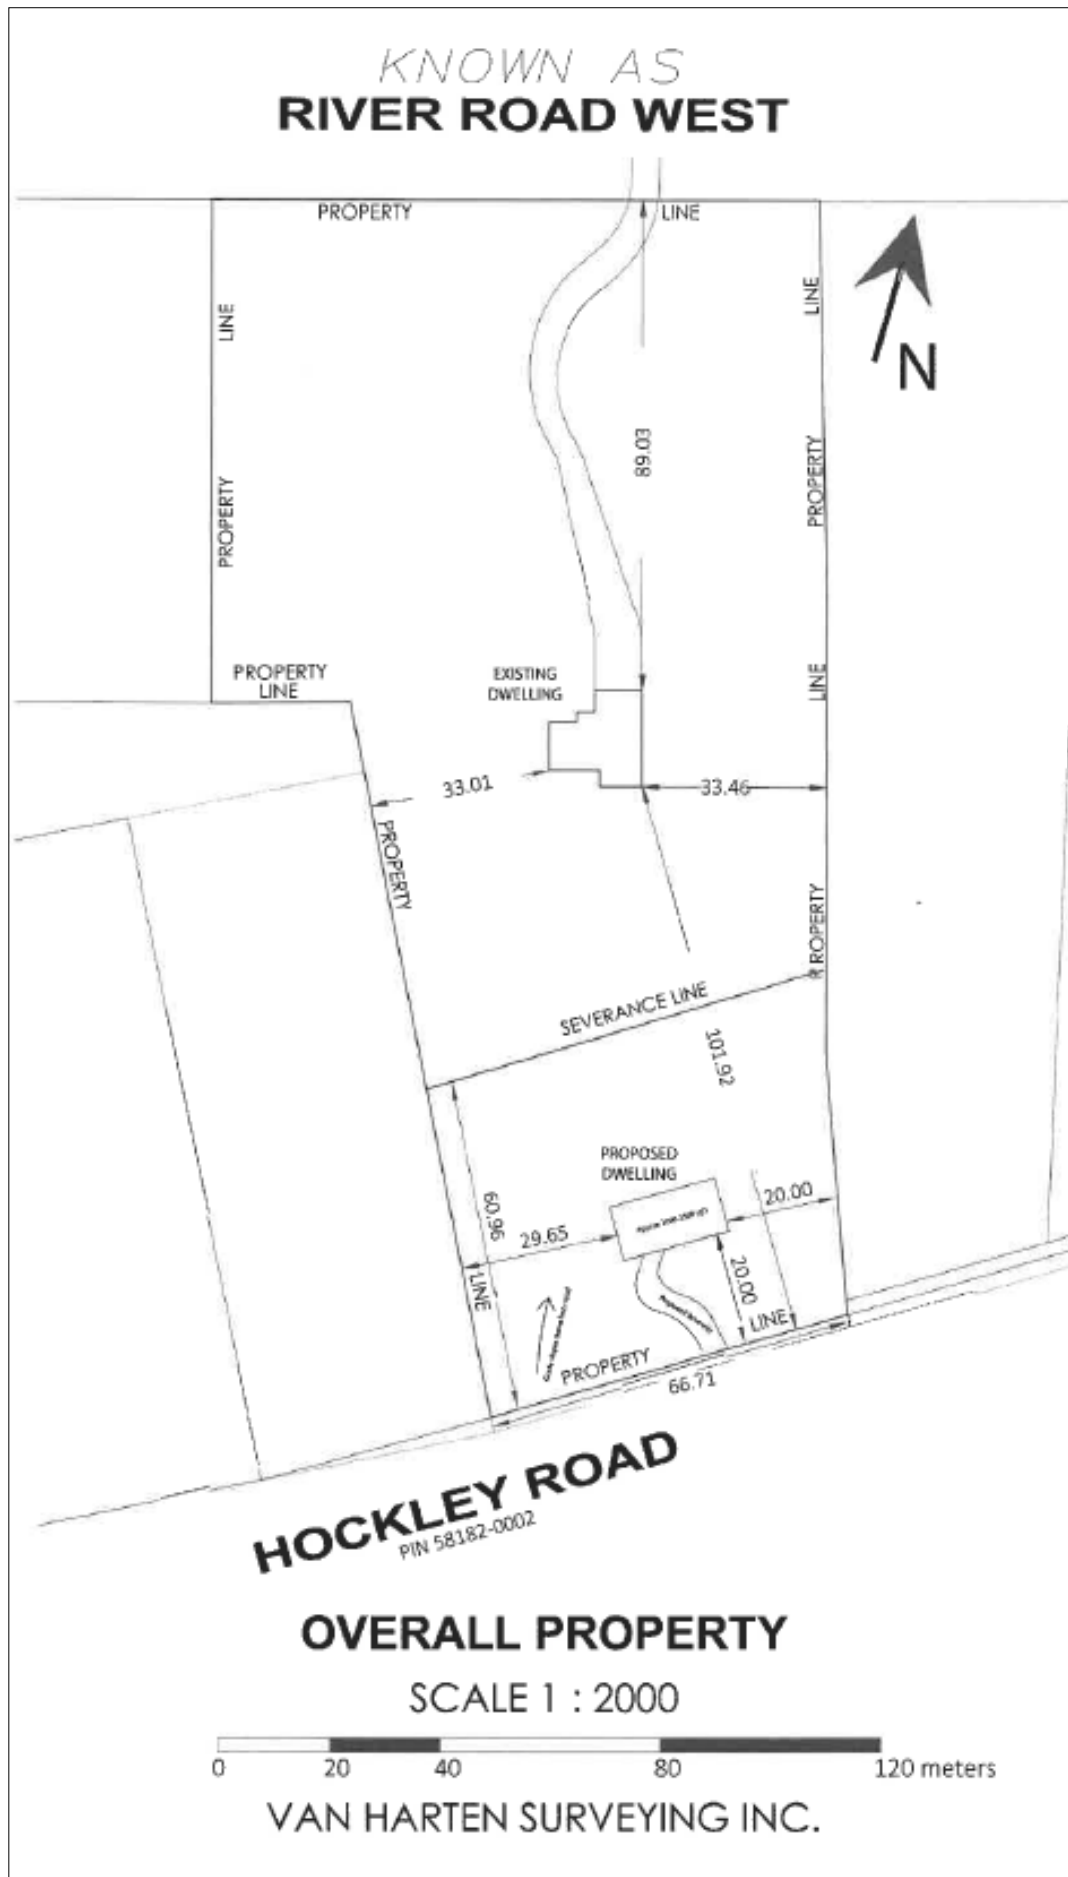 KNOWN AS
RIVER ROAD WEST
PROPERTY
LINE
LINE
LINE
N
89.03
PROPERTY
PROPERTY
PROPERTY
LINE
EXISTING
DWELLING
LINE
33.01
33.46
PROPERTY
PROPERTY
SEVERANCE LINE
101.92
PROPOSED
DWELLING
60.96
29.65
20.00
20.00
LINE
LINE
PROPERTY
66.71
HOCKLEY ROAD
PIN 58182-0002
OVERALL PROPERTY
SCALE 1 : 2000
0 20 40 80 120 meters
VAN HARTEN SURVEYING INC.